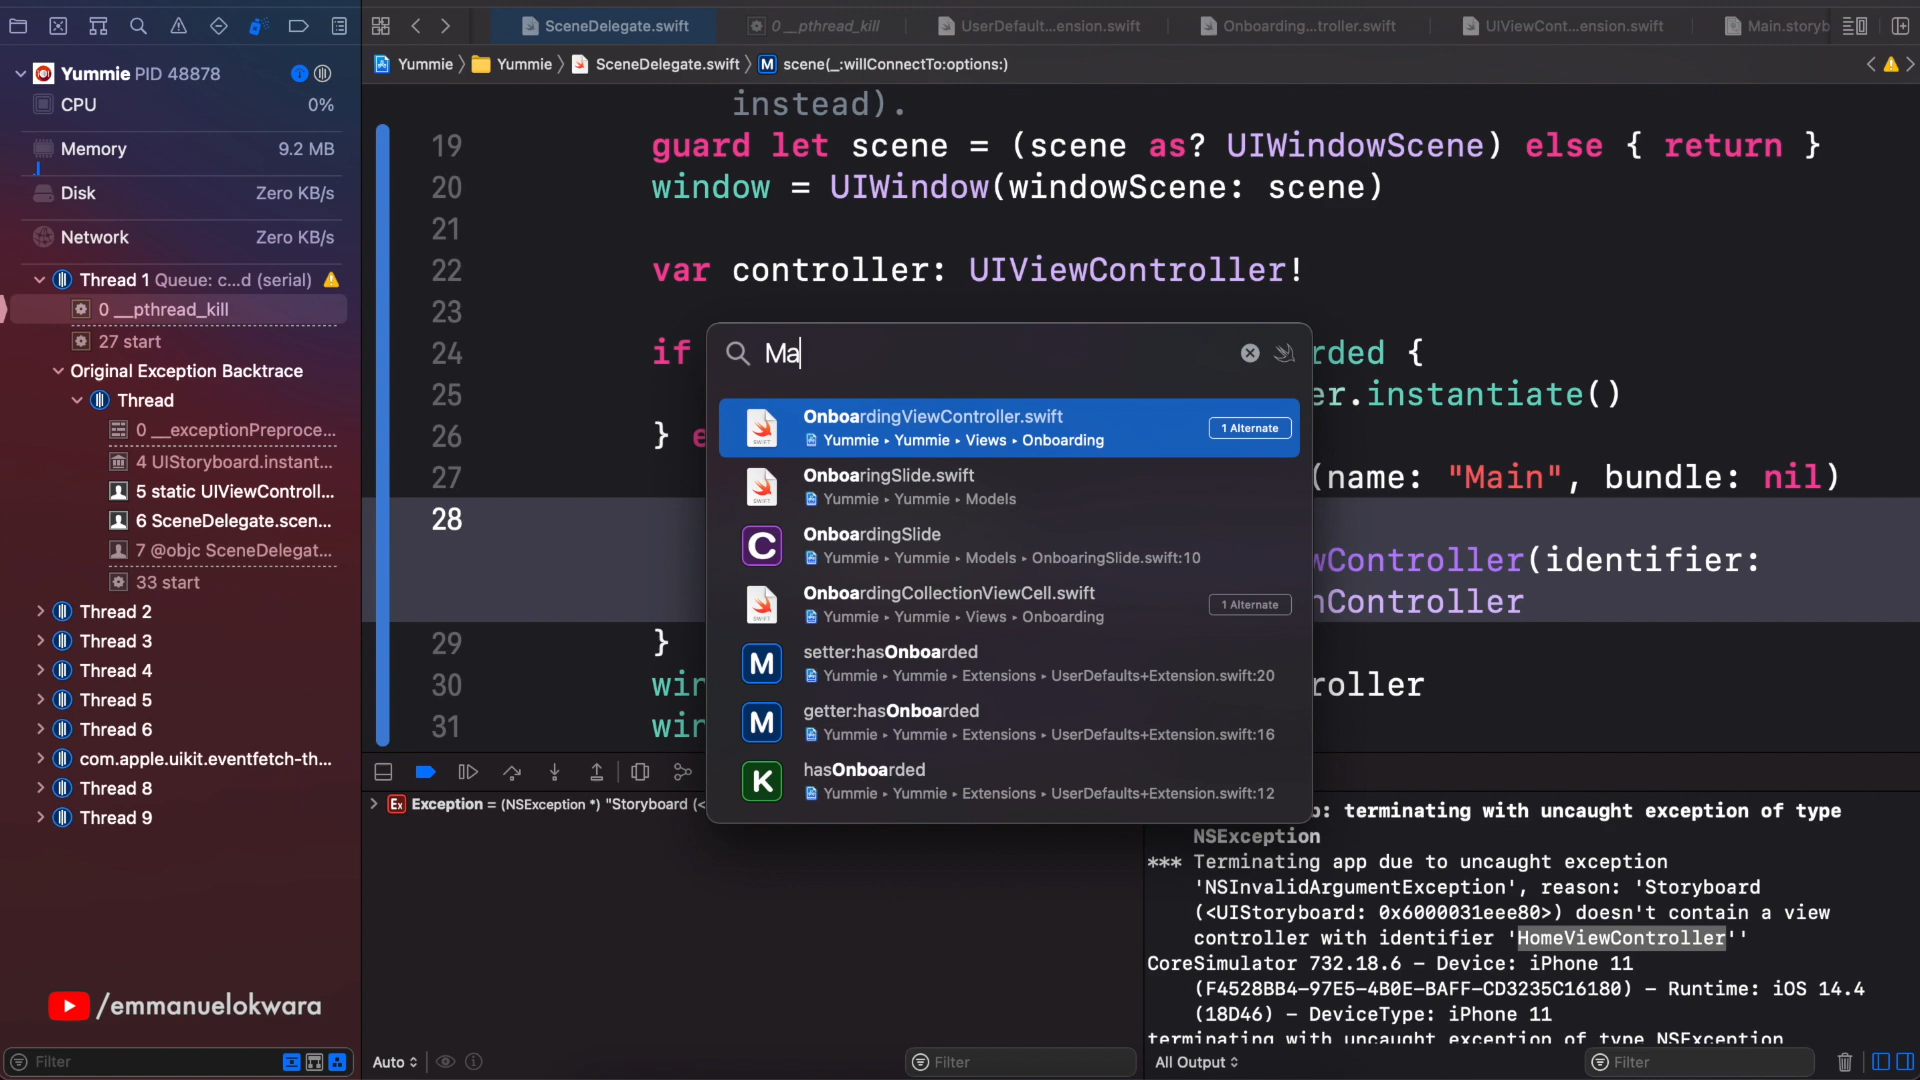 SceneDelegate.swift
0 __pthread_kill
UserDefault...ension.swift
Onboarding...troller.swift
UIViewCont...ension.swift
Main.storyb
Yummie PID 48878
Yummie
Yummie
SceneDelegate.swift
M scene(_:willConnectTo:options:)
CPU 0%
Memory 9.2 MB
Disk Zero KB/s
Network Zero KB/s
Thread 1 Queue: c...d (serial)
0 __pthread_kill
27 start
Original Exception Backtrace
Thread
0 __exceptionPreproce...
4 UIStoryboard.instant...
5 static UIViewControll...
6 SceneDelegate.scen...
7 @objc SceneDelegat...
33 start
Thread 2
Thread 3
Thread 4
Thread 5
Thread 6
com.apple.uikit.eventfetch-th...
Thread 8
Thread 9
/emmanuelokwara
Filter
instead).
19 guard let scene = (scene as? UIWindowScene) else { return }
20 window = UIWindow(windowScene: scene)
21
22 var controller: UIViewController!
23
24 if rded {
25 er.instantiate()
26 } e
27 (name: "Main", bundle: nil)
28
wController(identifier:
nController
29 }
30 win roller
31 win
Ma
OnboardingViewController.swift
Yummie ▸ Yummie ▸ Views ▸ Onboarding
1 Alternate
OnboaringSlide.swift
Yummie ▸ Yummie ▸ Models
C OnboardingSlide
Yummie ▸ Yummie ▸ Models ▸ OnboaringSlide.swift:10
OnboardingCollectionViewCell.swift
Yummie ▸ Yummie ▸ Views ▸ Onboarding
1 Alternate
M setter:hasOnboarded
Yummie ▸ Yummie ▸ Extensions ▸ UserDefaults+Extension.swift:20
M getter:hasOnboarded
Yummie ▸ Yummie ▸ Extensions ▸ UserDefaults+Extension.swift:16
K hasOnboarded
Yummie ▸ Yummie ▸ Extensions ▸ UserDefaults+Extension.swift:12
Ex Exception = (NSException *) "Storyboard (<
: terminating with uncaught exception of type
NSException
*** Terminating app due to uncaught exception
'NSInvalidArgumentException', reason: 'Storyboard
(<UIStoryboard: 0x6000031eee80>) doesn't contain a view
controller with identifier 'HomeViewController''
CoreSimulator 732.18.6 - Device: iPhone 11
(F4528BB4-97E5-4B0E-BAFF-CD3235C16180) - Runtime: iOS 14.4
(18D46) - DeviceType: iPhone 11
terminating with uncaught exception of type NSException
Auto
Filter
All Output
Filter